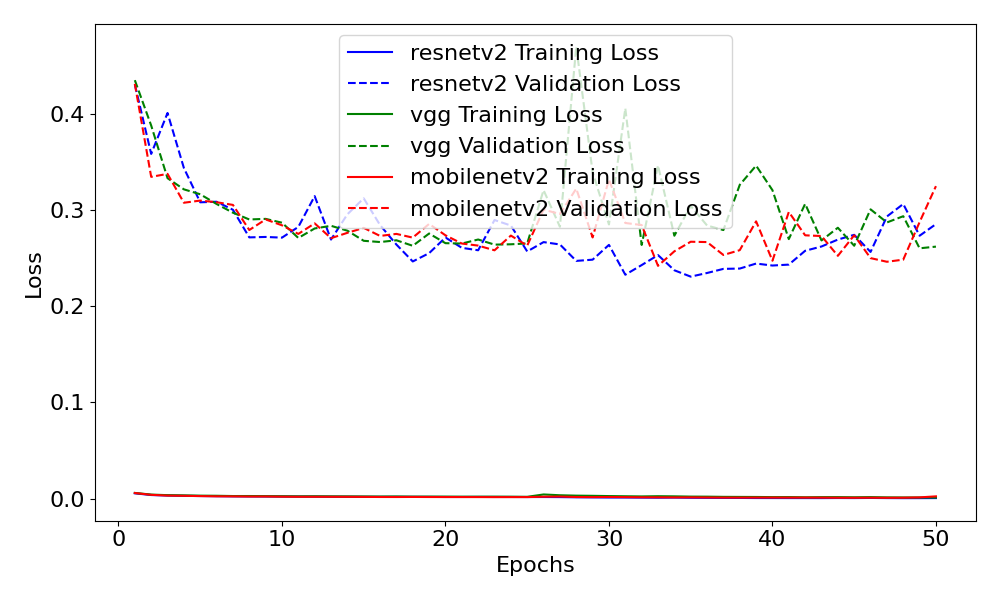 resnetv2 Training Loss
resnetv2 Validation Loss
vgg Training Loss
vgg Validation Loss
mobilenetv2 Training Loss
mobilenetv2 Validation Loss
0.4
0.3
0.2
0.1
0.0
Loss
0 10 20 30 40 50
Epochs